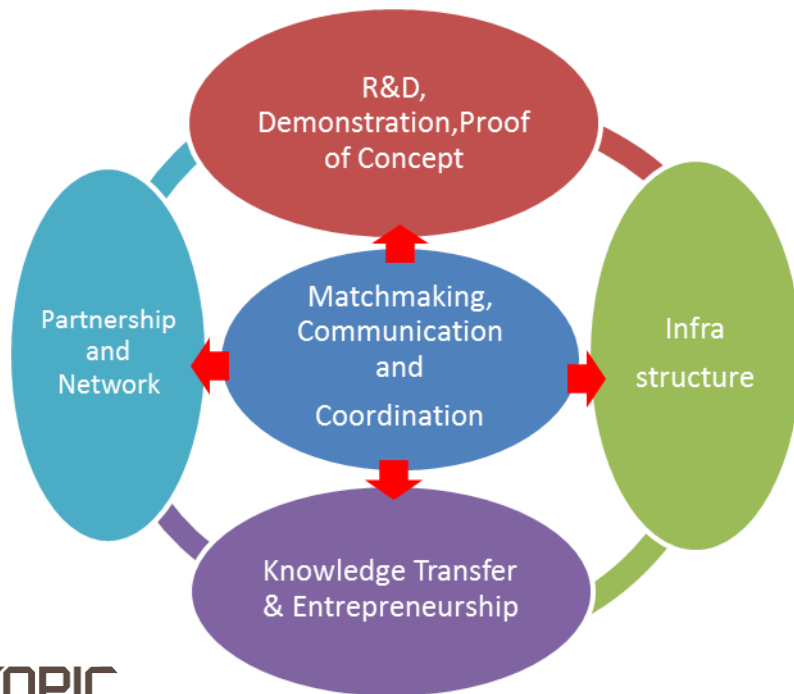 R&D,
Demonstration,Proof
of Concept
Partnership
and
Network
Matchmaking,
Communication
and
Coordination
Infra
structure
Knowledge Transfer
& Entrepreneurship